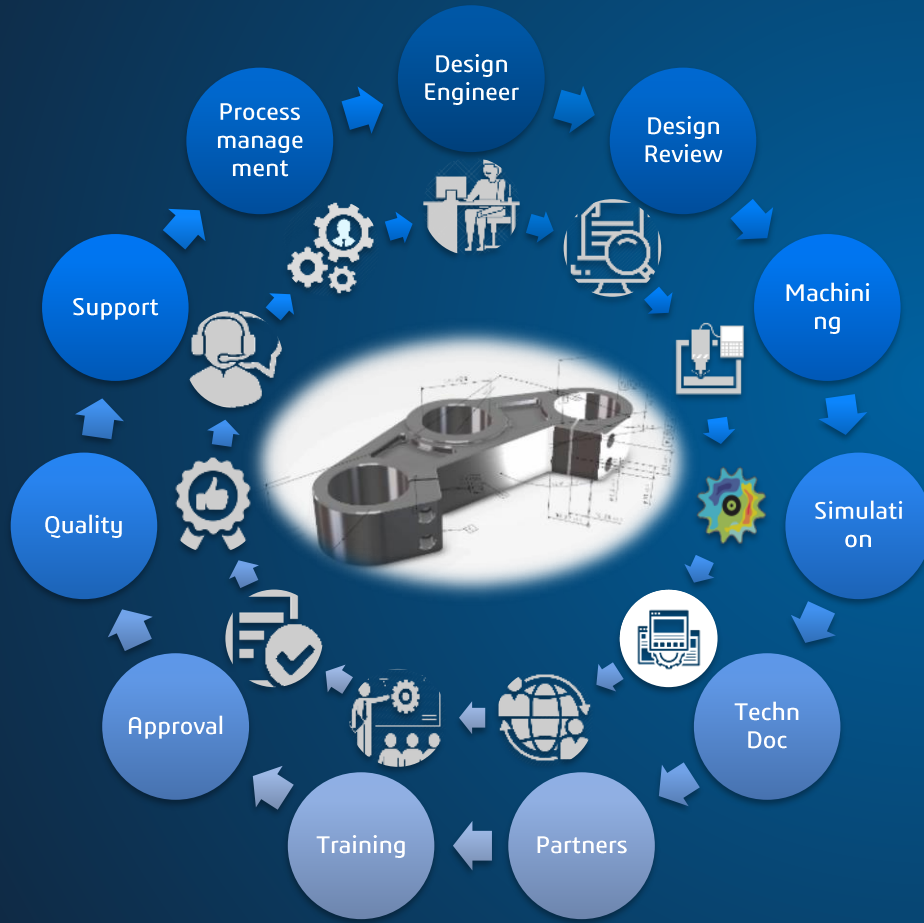 Design
Engineer
Design
Review
Machini
ng
Simulati
on
Techn
Doc
Partners
Training
Approval
Quality
Support
Process
manage
ment